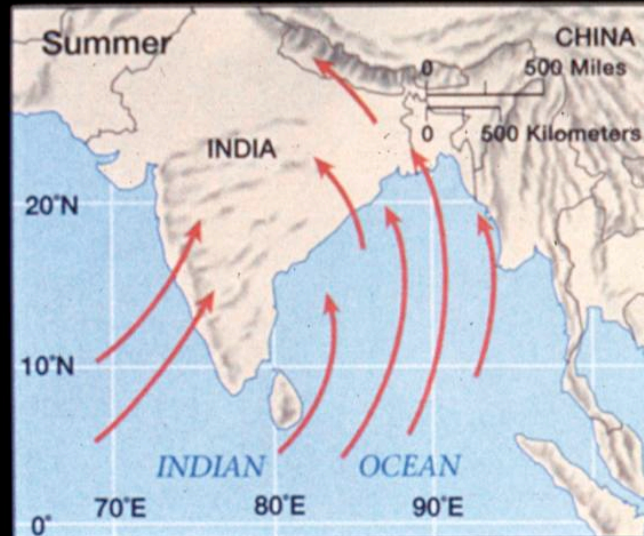 Summer
CHINA
0 500 Miles
0 500 Kilometers
INDIA
20°N
10°N
INDIAN OCEAN
70°E 80°E 90°E
0°